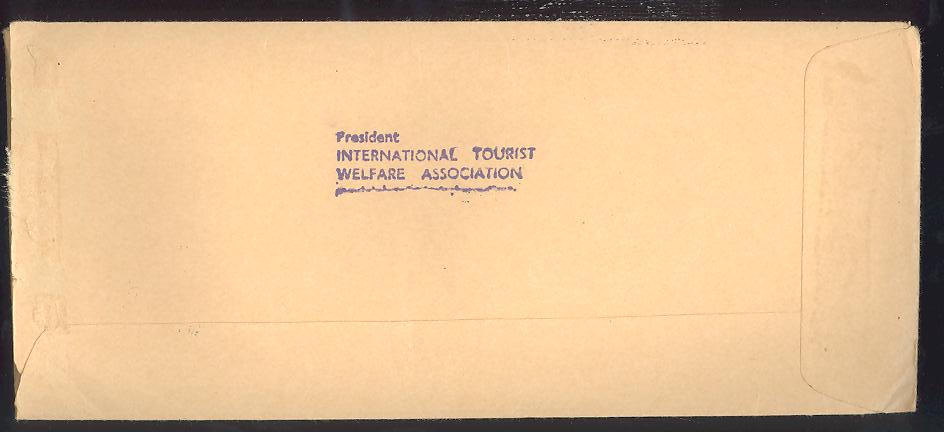 President
INTERNATIONAL TOURIST
WELFARE ASSOCIATION